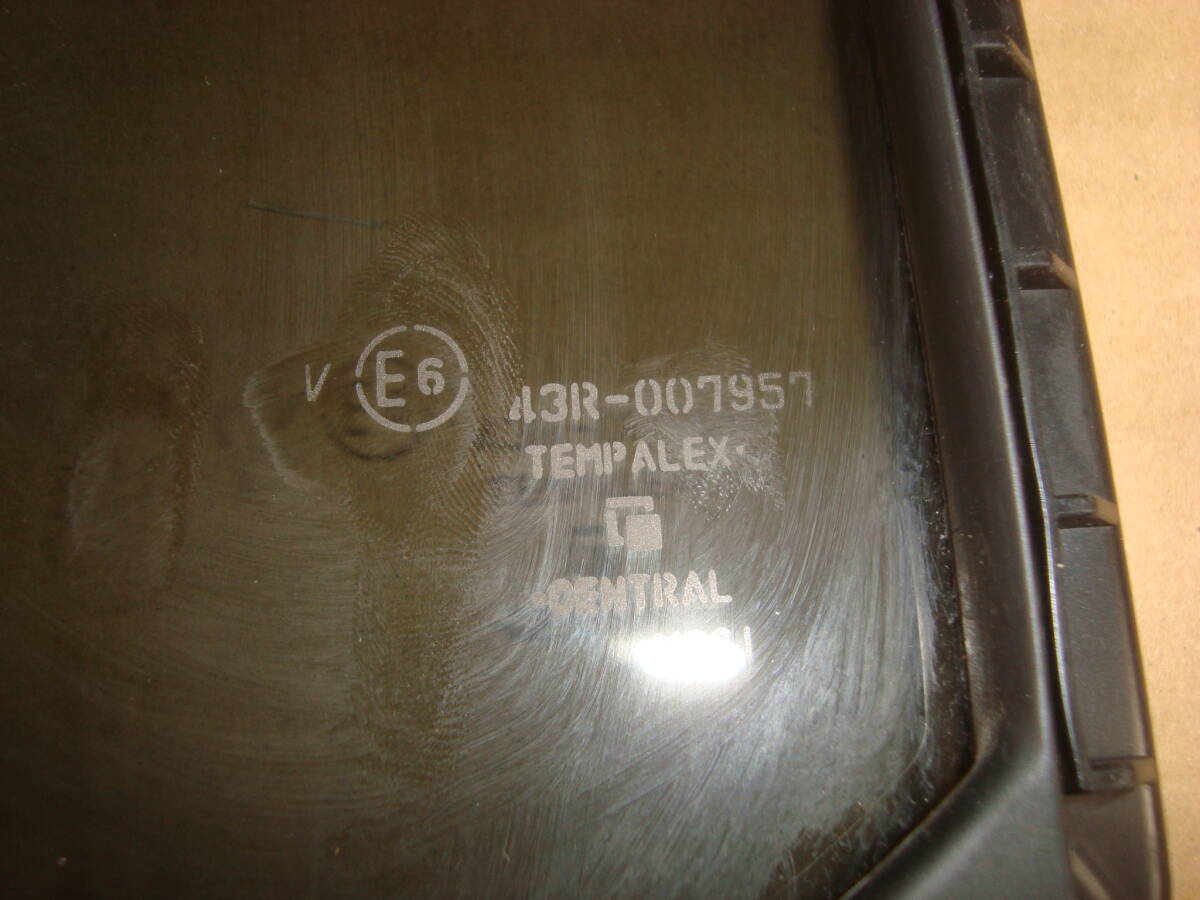 V E6 43R-007957
TEMPALEX
CENTRAL